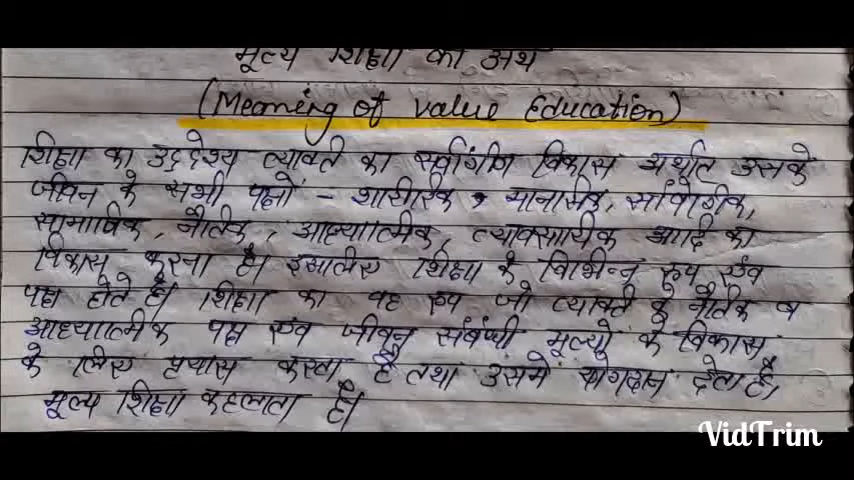 मूल्य शिक्षा का अर्थ
(Meaning of Value Education)
शिक्षा का उद्देश्य व्यक्ति का सर्वांगीण विकास अर्थात उसके
जीवन के सभी पक्षों - शारीरिक, मानसिक, सांवेगिक,
सामाजिक, नैतिक, आध्यात्मिक, व्यावसायिक आदि का
विकास करना है। इसलिए शिक्षा के विभिन्न रूप एवं
पक्ष होते है। शिक्षा का वह रूप जो व्यक्ति के नैतिक व
आध्यात्मिक पक्ष एवं जीवन संबंधी मूल्यों के विकास
के लिए प्रयास करता है तथा उसमे योगदान देता है।
मूल्य शिक्षा कहलाता है।
VidTrim